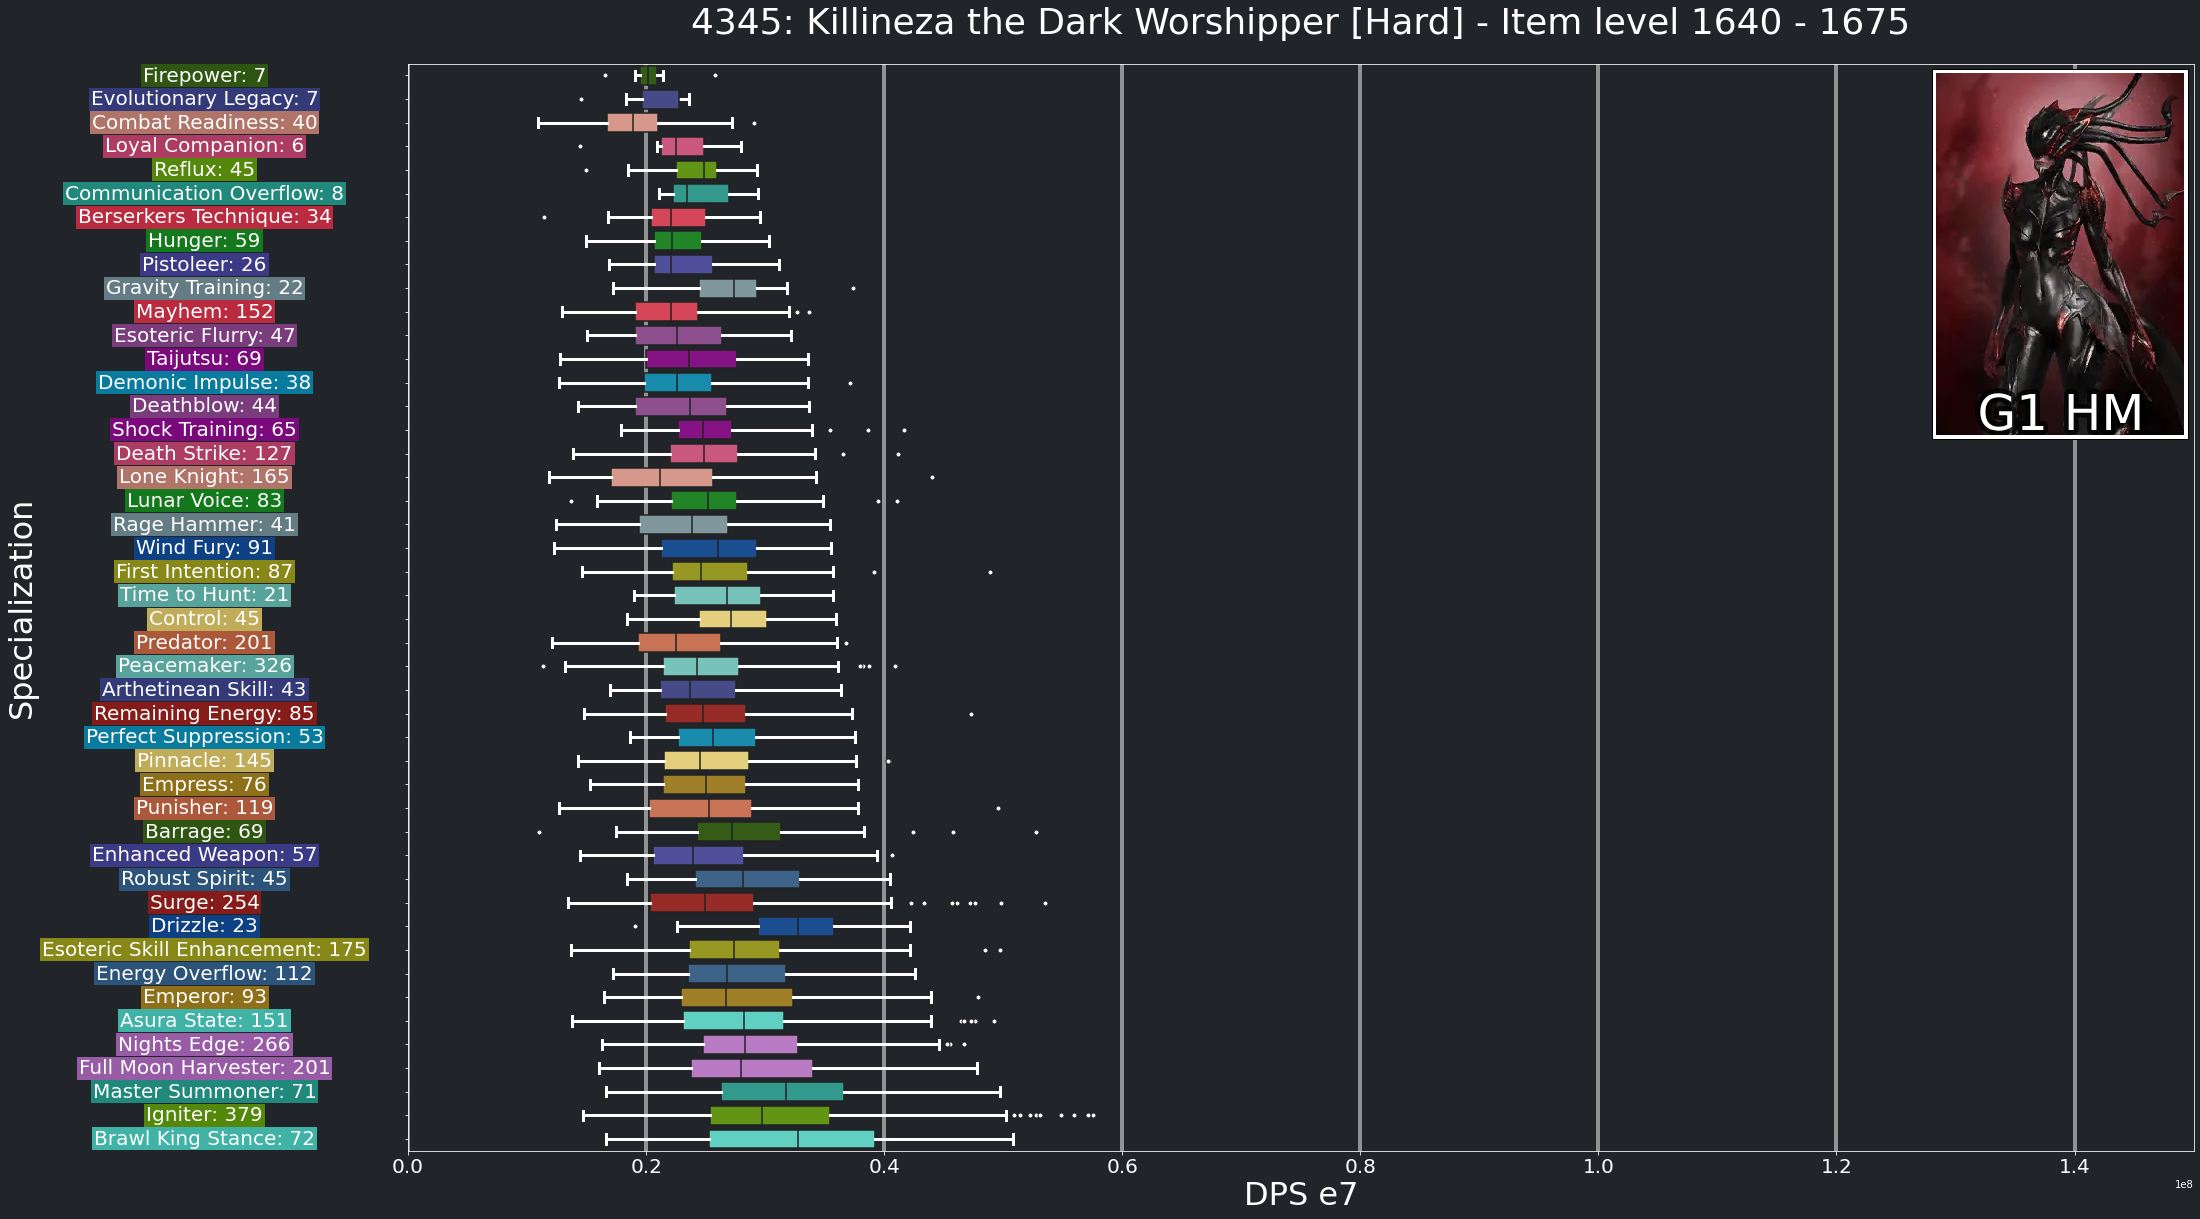 4345: Killineza the Dark Worshipper [Hard] - Item level 1640 - 1675
Specialization
Firepower: 7
Evolutionary Legacy: 7
Combat Readiness: 40
Loyal Companion: 6
Reflux: 45
Communication Overflow: 8
Berserkers Technique: 34
Hunger: 59
Pistoleer: 26
Gravity Training: 22
Mayhem: 152
Esoteric Flurry: 47
Taijutsu: 69
Demonic Impulse: 38
Deathblow: 44
Shock Training: 65
Death Strike: 127
Lone Knight: 165
Lunar Voice: 83
Rage Hammer: 41
Wind Fury: 91
First Intention: 87
Time to Hunt: 21
Control: 45
Predator: 201
Peacemaker: 326
Arthetinean Skill: 43
Remaining Energy: 85
Perfect Suppression: 53
Pinnacle: 145
Empress: 76
Punisher: 119
Barrage: 69
Enhanced Weapon: 57
Robust Spirit: 45
Surge: 254
Drizzle: 23
Esoteric Skill Enhancement: 175
Energy Overflow: 112
Emperor: 93
Asura State: 151
Nights Edge: 266
Full Moon Harvester: 201
Master Summoner: 71
Igniter: 379
Brawl King Stance: 72
G1 HM
0.0 0.2 0.4 0.6 0.8 1.0 1.2 1.4
1e8
DPS e7